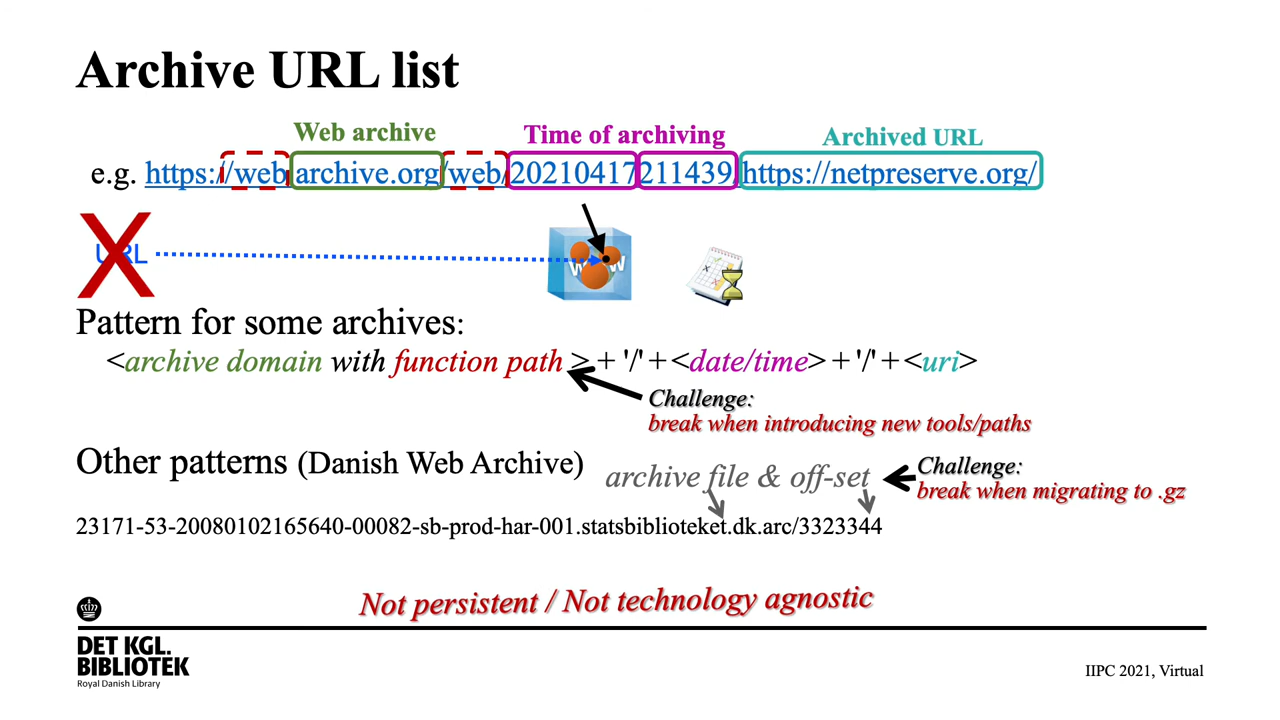 Archive URL list
Web archive Time of archiving Archived URL
e.g. https://web.archive.org/web/20210417211439/https://netpreserve.org/
X
URL
W W
Pattern for some archives:
<archive domain with function path > + '/' + <date/time> + '/' + <uri>
Challenge:
break when introducing new tools/paths
Other patterns (Danish Web Archive)
archive file & off-set
Challenge:
break when migrating to .gz
23171-53-20080102165640-00082-sb-prod-har-001.statsbiblioteket.dk.arc/3323344
Not persistent / Not technology agnostic
DET KGL.
BIBLIOTEK
Royal Danish Library
IIPC 2021, Virtual